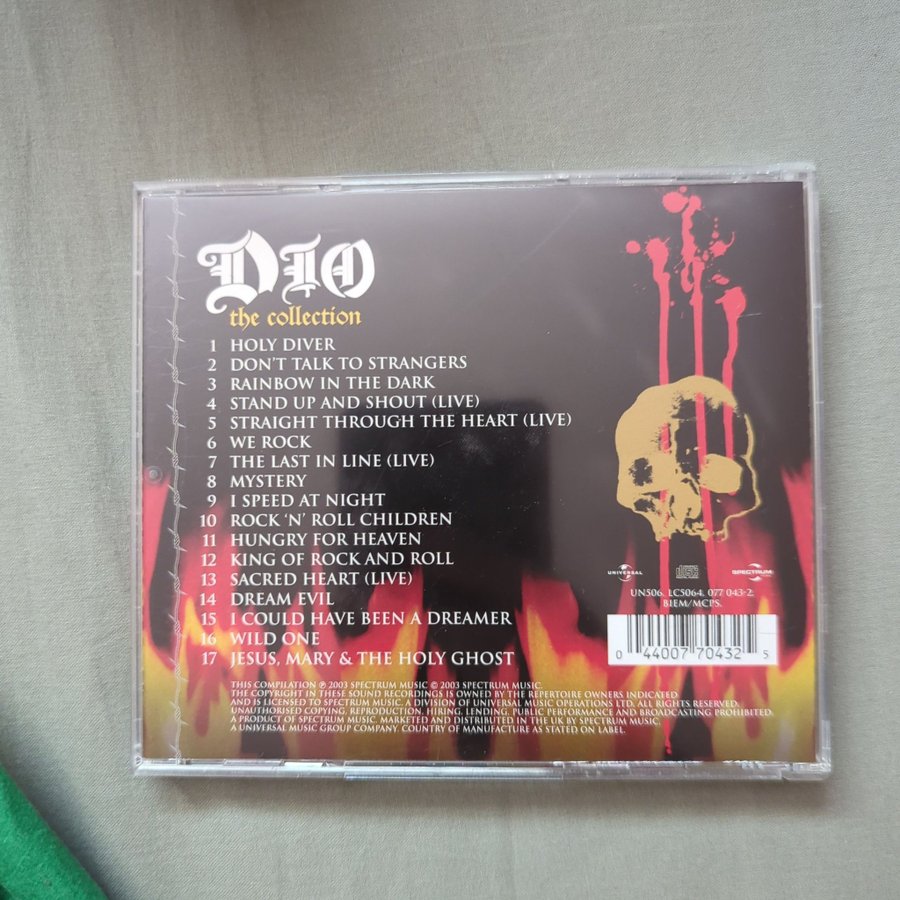 DIO
the collection
1 HOLY DIVER
2 DON'T TALK TO STRANGERS
3 RAINBOW IN THE DARK
4 STAND UP AND SHOUT (LIVE)
5 STRAIGHT THROUGH THE HEART (LIVE)
6 WE ROCK
7 THE LAST IN LINE (LIVE)
8 MYSTERY
9 I SPEED AT NIGHT
10 ROCK 'N' ROLL CHILDREN
11 HUNGRY FOR HEAVEN
12 KING OF ROCK AND ROLL
13 SACRED HEART (LIVE)
14 DREAM EVIL
15 I COULD HAVE BEEN A DREAMER
16 WILD ONE
17 JESUS, MARY & THE HOLY GHOST
UNIVERSAL
SPECTRUM
UN506. LC5064. 077 043-2.
BIEM/MCPS.
0 44007 70432 5
THIS COMPILATION ℗ 2003 SPECTRUM MUSIC © 2003 SPECTRUM MUSIC.
THE COPYRIGHT IN THESE SOUND RECORDINGS IS OWNED BY THE REPERTOIRE OWNERS INDICATED
AND IS LICENSED TO SPECTRUM MUSIC, A DIVISION OF UNIVERSAL MUSIC OPERATIONS LTD. ALL RIGHTS RESERVED.
UNAUTHORISED COPYING, REPRODUCTION, HIRING, LENDING, PUBLIC PERFORMANCE AND BROADCASTING PROHIBITED.
A PRODUCT OF SPECTRUM MUSIC. MARKETED AND DISTRIBUTED IN THE UK BY SPECTRUM MUSIC.
A UNIVERSAL MUSIC GROUP COMPANY. COUNTRY OF MANUFACTURE AS STATED ON LABEL.